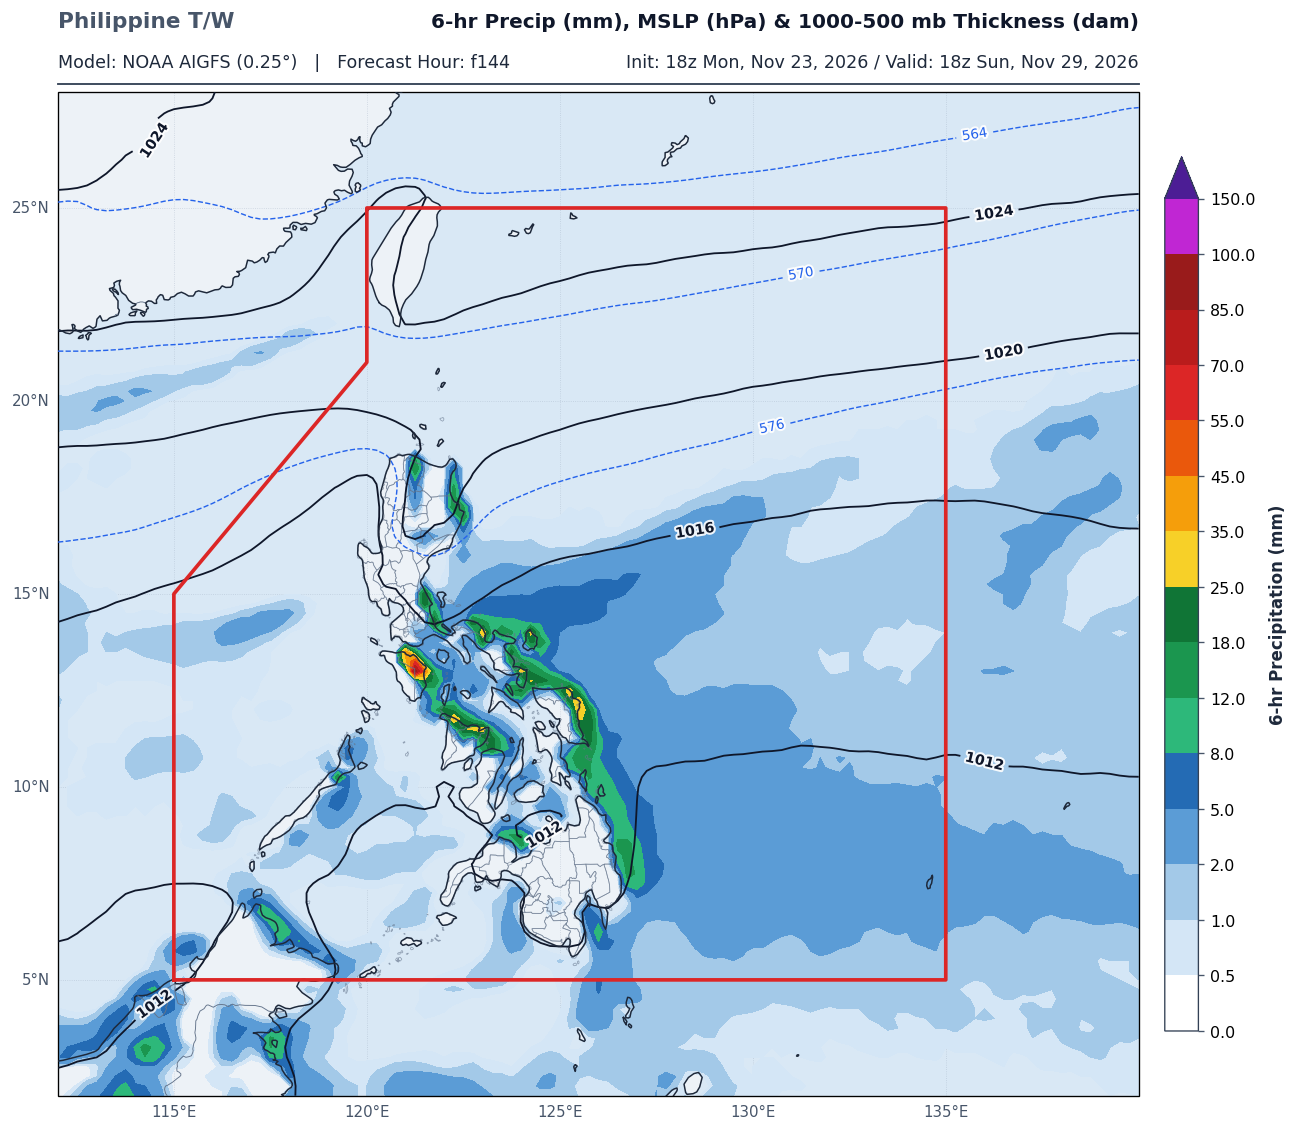 Philippine T/W
6-hr Precip (mm), MSLP (hPa) & 1000-500 mb Thickness (dam)
Model: NOAA AIGFS (0.25°) | Forecast Hour: f144
Init: 18z Mon, Nov 23, 2026 / Valid: 18z Sun, Nov 29, 2026
1024
564
1024
570
1020
576
1016
1012
1012
1012
25°N
20°N
15°N
10°N
5°N
115°E
120°E
125°E
130°E
135°E
150.0
100.0
85.0
70.0
55.0
45.0
35.0
25.0
18.0
12.0
8.0
5.0
2.0
1.0
0.5
0.0
6-hr Precipitation (mm)